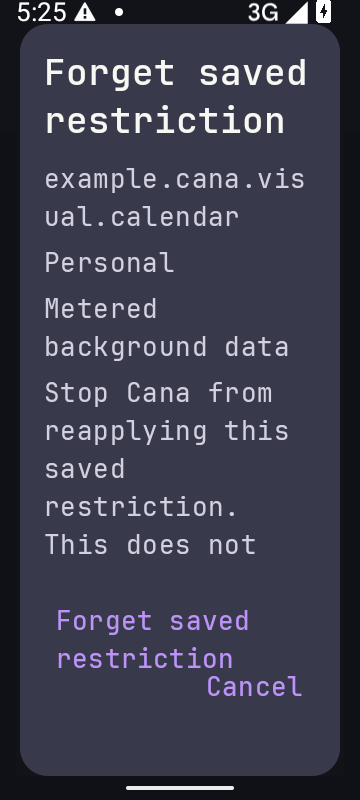 5:25
3G
Forget saved
restriction
example.cana.vis
ual.calendar
Personal
Metered
background data
Stop Cana from
reapplying this
saved
restriction.
This does not
Forget saved
restriction
Cancel